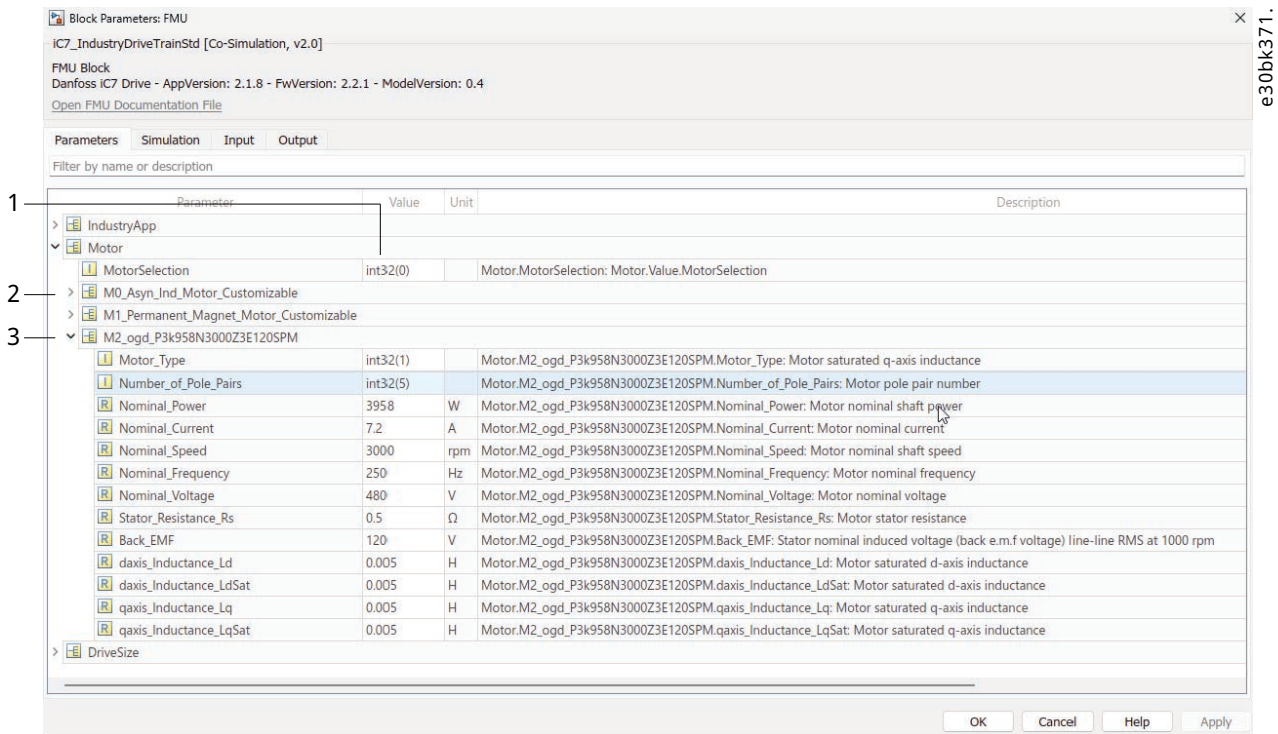 Block Parameters: FMU
iC7_IndustryDriveTrainStd [Co-Simulation, v2.0]
FMU Block
Danfoss iC7 Drive - AppVersion: 2.1.8 - FwVersion: 2.2.1 - ModelVersion: 0.4
Open FMU Documentation File
Parameters Simulation Input Output
Filter by name or description
Parameter Value Unit Description
1
IndustryApp
Motor
MotorSelection int32(0) Motor.MotorSelection: Motor.Value.MotorSelection
2 M0_Asyn_Ind_Motor_Customizable
M1_Permanent_Magnet_Motor_Customizable
3 M2_ogd_P3k958N3000Z3E120SPM
Motor_Type int32(1) Motor.M2_ogd_P3k958N3000Z3E120SPM.Motor_Type: Motor saturated q-axis inductance
Number_of_Pole_Pairs int32(5) Motor.M2_ogd_P3k958N3000Z3E120SPM.Number_of_Pole_Pairs: Motor pole pair number
Nominal_Power 3958 W Motor.M2_ogd_P3k958N3000Z3E120SPM.Nominal_Power: Motor nominal shaft power
Nominal_Current 7.2 A Motor.M2_ogd_P3k958N3000Z3E120SPM.Nominal_Current: Motor nominal current
Nominal_Speed 3000 rpm Motor.M2_ogd_P3k958N3000Z3E120SPM.Nominal_Speed: Motor nominal shaft speed
Nominal_Frequency 250 Hz Motor.M2_ogd_P3k958N3000Z3E120SPM.Nominal_Frequency: Motor nominal frequency
Nominal_Voltage 480 V Motor.M2_ogd_P3k958N3000Z3E120SPM.Nominal_Voltage: Motor nominal voltage
Stator_Resistance_Rs 0.5 Ω Motor.M2_ogd_P3k958N3000Z3E120SPM.Stator_Resistance_Rs: Motor stator resistance
Back_EMF 120 V Motor.M2_ogd_P3k958N3000Z3E120SPM.Back_EMF: Stator nominal induced voltage (back e.m.f voltage) line-line RMS at 1000 rpm
daxis_Inductance_Ld 0.005 H Motor.M2_ogd_P3k958N3000Z3E120SPM.daxis_Inductance_Ld: Motor saturated d-axis inductance
daxis_Inductance_LdSat 0.005 H Motor.M2_ogd_P3k958N3000Z3E120SPM.daxis_Inductance_LdSat: Motor saturated d-axis inductance
qaxis_Inductance_Lq 0.005 H Motor.M2_ogd_P3k958N3000Z3E120SPM.qaxis_Inductance_Lq: Motor saturated q-axis inductance
qaxis_Inductance_LqSat 0.005 H Motor.M2_ogd_P3k958N3000Z3E120SPM.qaxis_Inductance_LqSat: Motor saturated q-axis inductance
DriveSize
OK Cancel Help Apply
e30bk371.